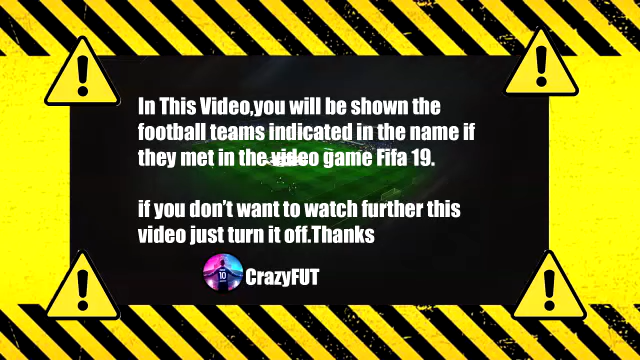 In This Video,you will be shown the
football teams indicated in the name if
they met in the video game Fifa 19.
if you don't want to watch further this
video just turn it off.Thanks
10
CrazyFUT